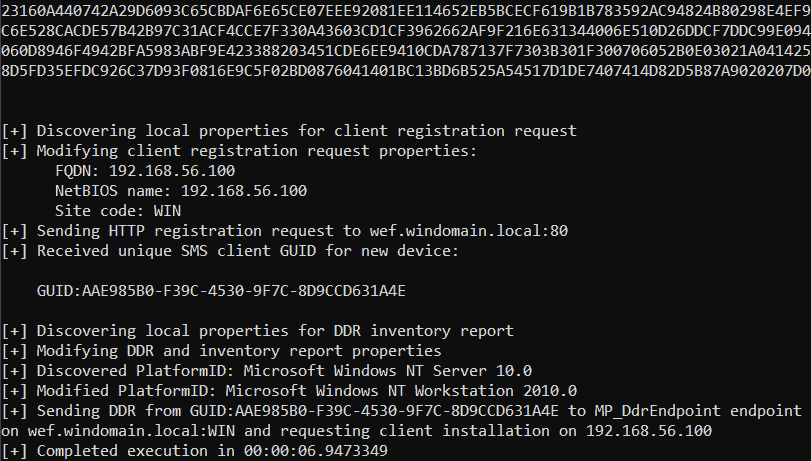 23160A440742A29D6093C65CBDAF6E65CE07EEE92081EE114652EB5BCECF619B1B783592AC94824B80298E4EF9
C6E528CACDE57B42B97C31ACF4CCE7F330A43603CD1CF3962662AF9F216E631344006E510D26DDCF7DDC99E094
060D8946F4942BFA5983ABF9E423388203451CDE6EE9410CDA787137F7303B301F300706052B0E03021A041425
8D5FD35EFDC926C37D93F0816E9C5F02BD0876041401BC13BD6B525A54517D1DE7407414D82D5B87A9020207D0
[+] Discovering local properties for client registration request
[+] Modifying client registration request properties:
FQDN: 192.168.56.100
NetBIOS name: 192.168.56.100
Site code: WIN
[+] Sending HTTP registration request to wef.windomain.local:80
[+] Received unique SMS client GUID for new device:
GUID:AAE985B0-F39C-4530-9F7C-8D9CCD631A4E
[+] Discovering local properties for DDR inventory report
[+] Modifying DDR and inventory report properties
[+] Discovered PlatformID: Microsoft Windows NT Server 10.0
[+] Modified PlatformID: Microsoft Windows NT Workstation 2010.0
[+] Sending DDR from GUID:AAE985B0-F39C-4530-9F7C-8D9CCD631A4E to MP_DdrEndpoint endpoint
on wef.windomain.local:WIN and requesting client installation on 192.168.56.100
[+] Completed execution in 00:00:06.9473349